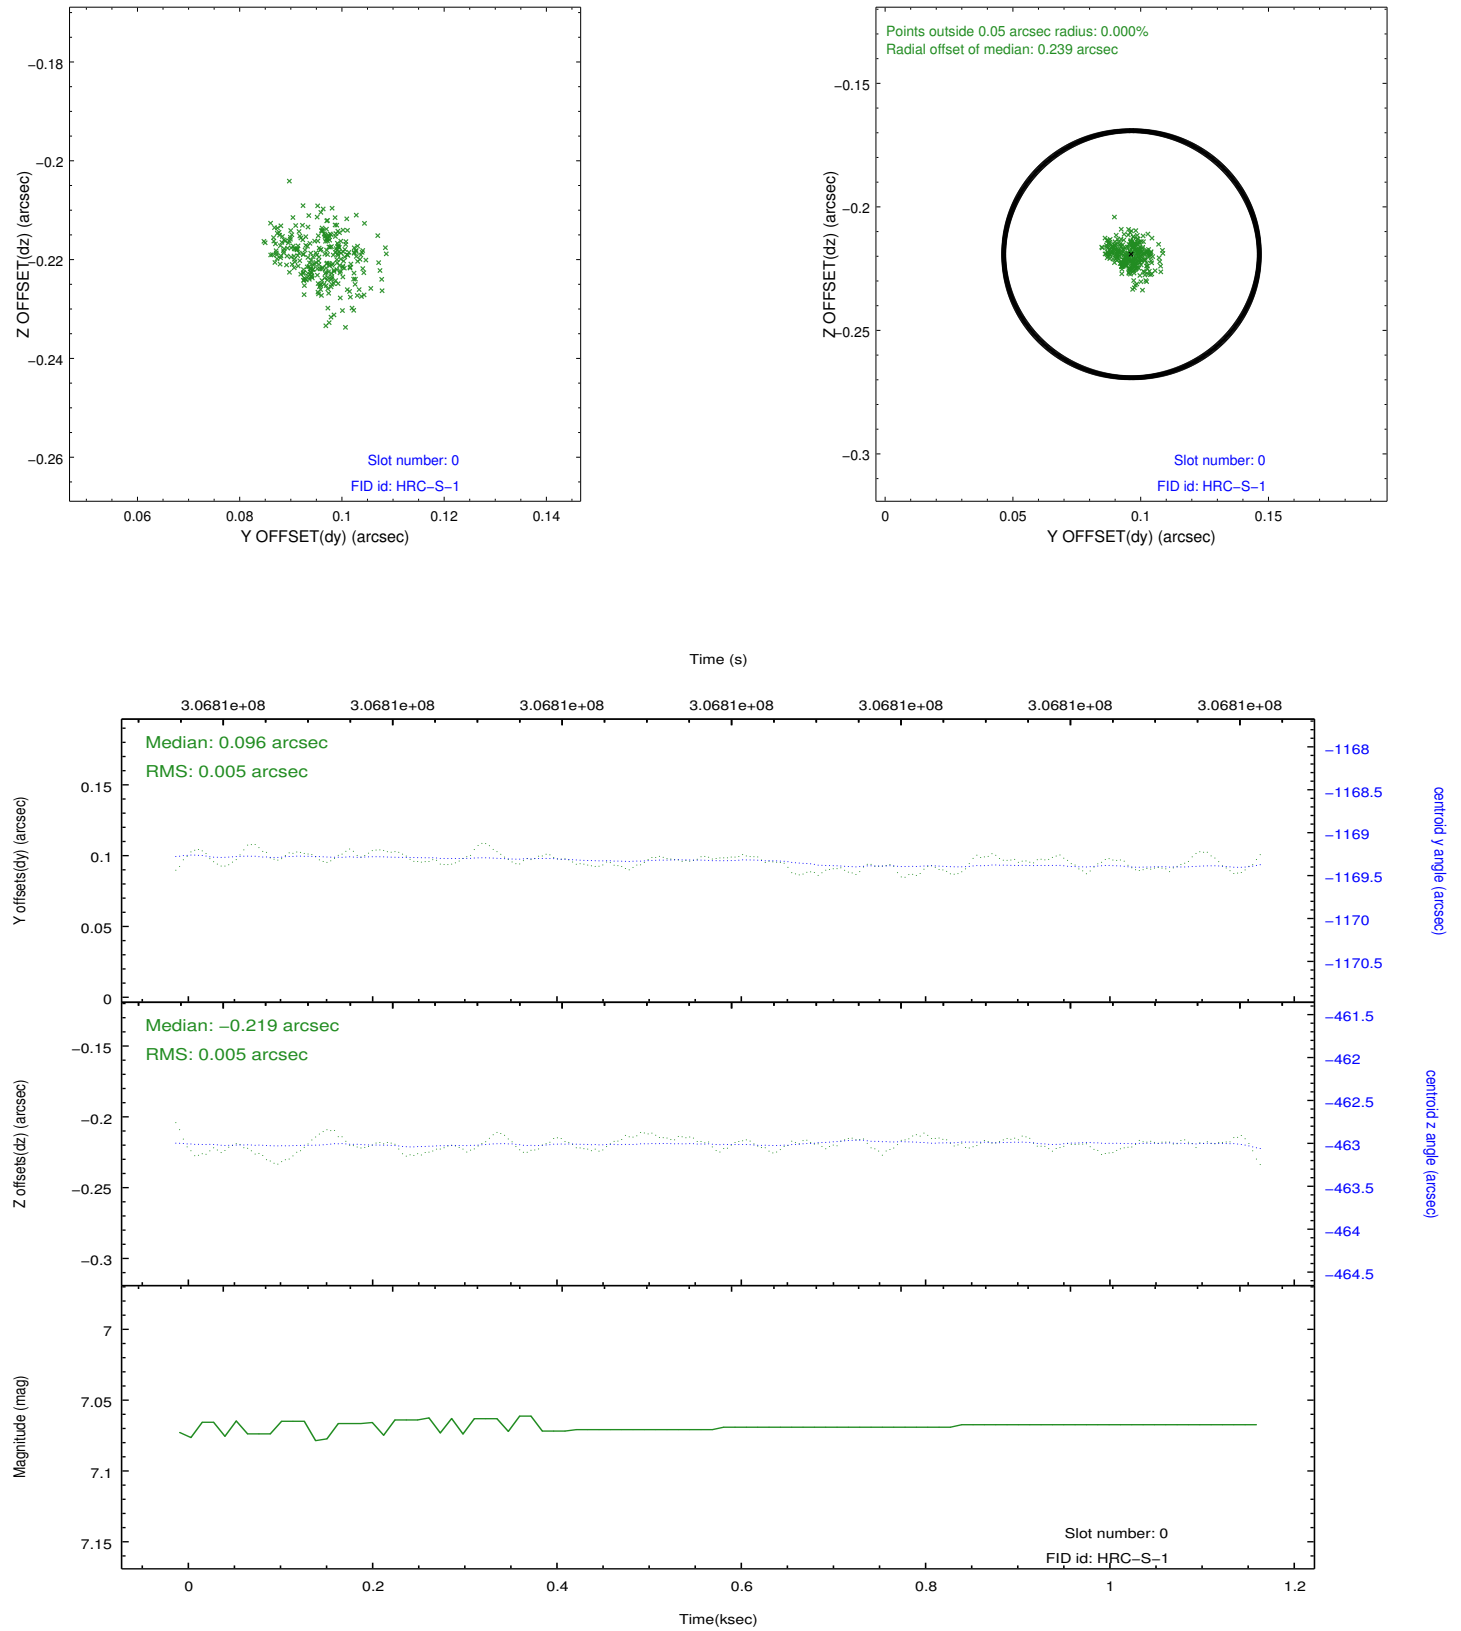 −0.18
−0.2
−0.22
−0.24
−0.26
Z OFFSET(dz) (arcsec)
Slot number: 0
FID id: HRC−S−1
0.06 0.08 0.1 0.12 0.14
Y OFFSET(dy) (arcsec)
Points outside 0.05 arcsec radius: 0.000%
Radial offset of median: 0.239 arcsec
−0.15
−0.2
−0.25
−0.3
Z OFFSET(dz) (arcsec)
Slot number: 0
FID id: HRC−S−1
0 0.05 0.1 0.15
Y OFFSET(dy) (arcsec)
Time (s)
3.0681e+08 3.0681e+08 3.0681e+08 3.0681e+08 3.0681e+08 3.0681e+08 3.0681e+08
Median: 0.096 arcsec
RMS: 0.005 arcsec
0.15
0.1
0.05
0
Y offsets(dy) (arcsec)
−1168
−1168.5
−1169
−1169.5
−1170
−1170.5
centroid y angle (arcsec)
Median: −0.219 arcsec
RMS: 0.005 arcsec
−0.15
−0.2
−0.25
−0.3
Z offsets(dz) (arcsec)
−461.5
−462
−462.5
−463
−463.5
−464
−464.5
centroid z angle (arcsec)
7
7.05
7.1
7.15
Magnitude (mag)
Slot number: 0
FID id: HRC−S−1
0 0.2 0.4 0.6 0.8 1 1.2
Time(ksec)